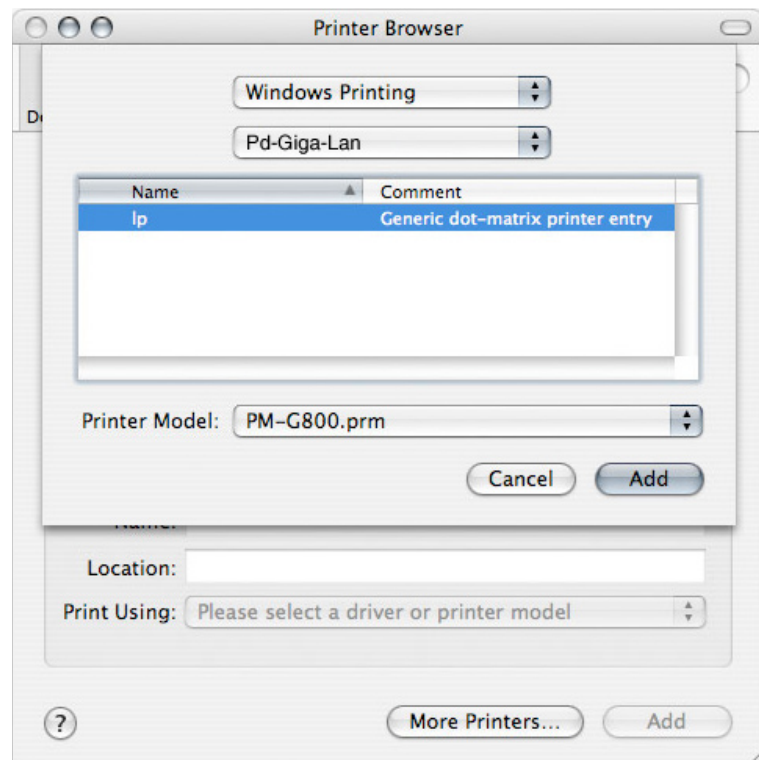 Printer Browser
Windows Printing
Pd-Giga-Lan
Name Comment
lp Generic dot-matrix printer entry
Printer Model: PM-G800.prm
Cancel Add
Name:
Location:
Print Using: Please select a driver or printer model
? More Printers... Add